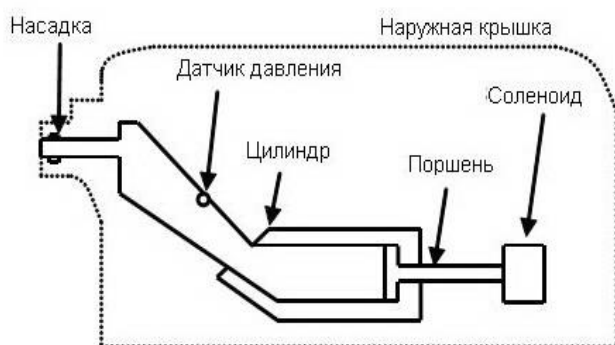 Насадка
Наружная крышка
Датчик давления
Соленоид
Цилиндр
Поршень